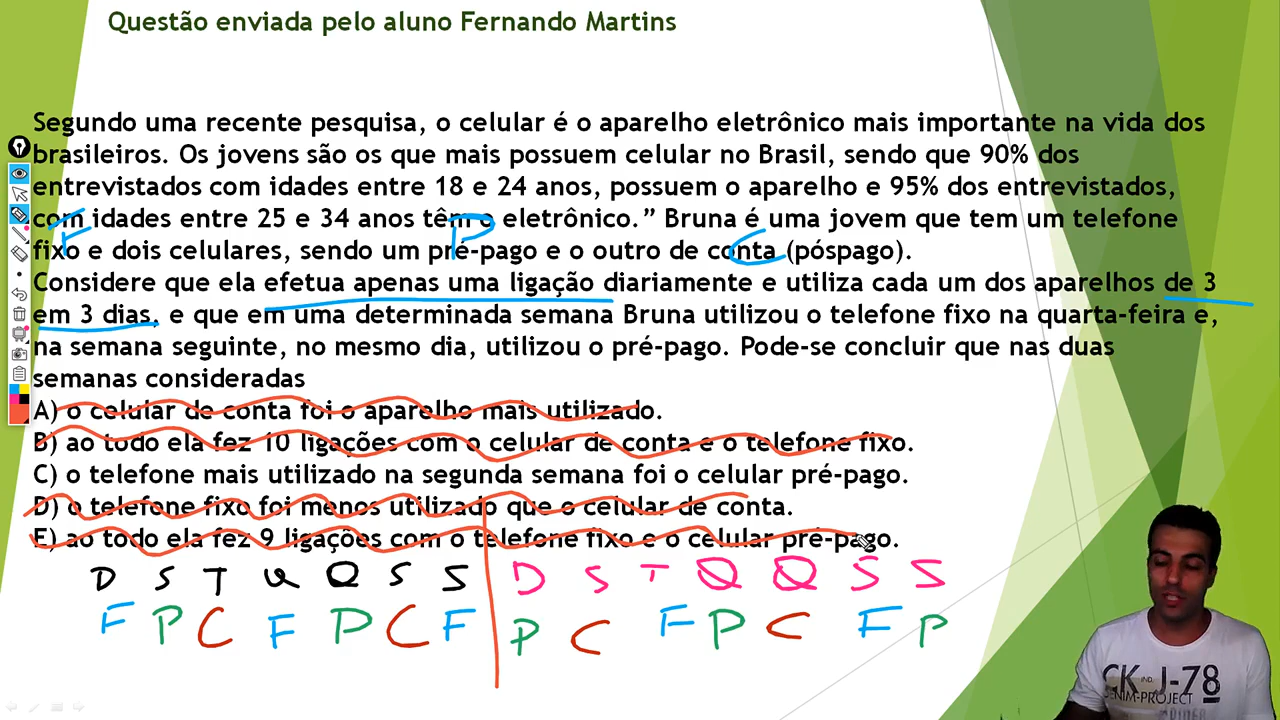 Questão enviada pelo aluno Fernando Martins
Segundo uma recente pesquisa, o celular é o aparelho eletrônico mais importante na vida dos
brasileiros. Os jovens são os que mais possuem celular no Brasil, sendo que 90% dos
entrevistados com idades entre 18 e 24 anos, possuem o aparelho e 95% dos entrevistados,
com idades entre 25 e 34 anos têm o eletrônico.” Bruna é uma jovem que tem um telefone
F P C
fixo e dois celulares, sendo um pré-pago e o outro de conta (póspago).
Considere que ela efetua apenas uma ligação diariamente e utiliza cada um dos aparelhos de 3
em 3 dias, e que em uma determinada semana Bruna utilizou o telefone fixo na quarta-feira e,
na semana seguinte, no mesmo dia, utilizou o pré-pago. Pode-se concluir que nas duas
semanas consideradas
A) o celular de conta foi o aparelho mais utilizado.
B) ao todo ela fez 10 ligações com o celular de conta e o telefone fixo.
C) o telefone mais utilizado na segunda semana foi o celular pré-pago.
D) o telefone fixo foi menos utilizado que o celular de conta.
E) ao todo ela fez 9 ligações com o telefone fixo e o celular pré-pago.
D S T Q Q S S D S T Q Q S S
F P C F P C F P C F P C F P
CK IND. J-78